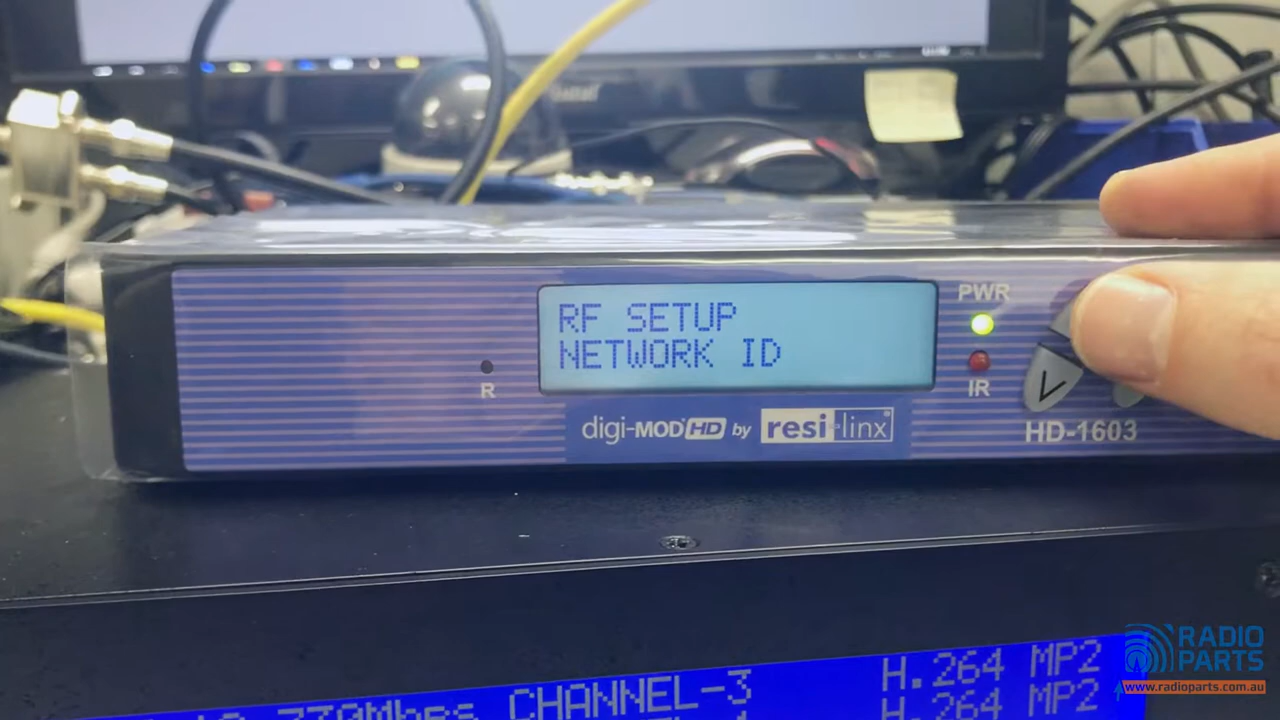 RF SETUP
NETWORK ID
PWR
IR
R
digi-MOD HD by resi-linx
HD-1603
CHANNEL-3 H.264 MP2
H.264 MP2
RADIO
PARTS
www.radioparts.com.au